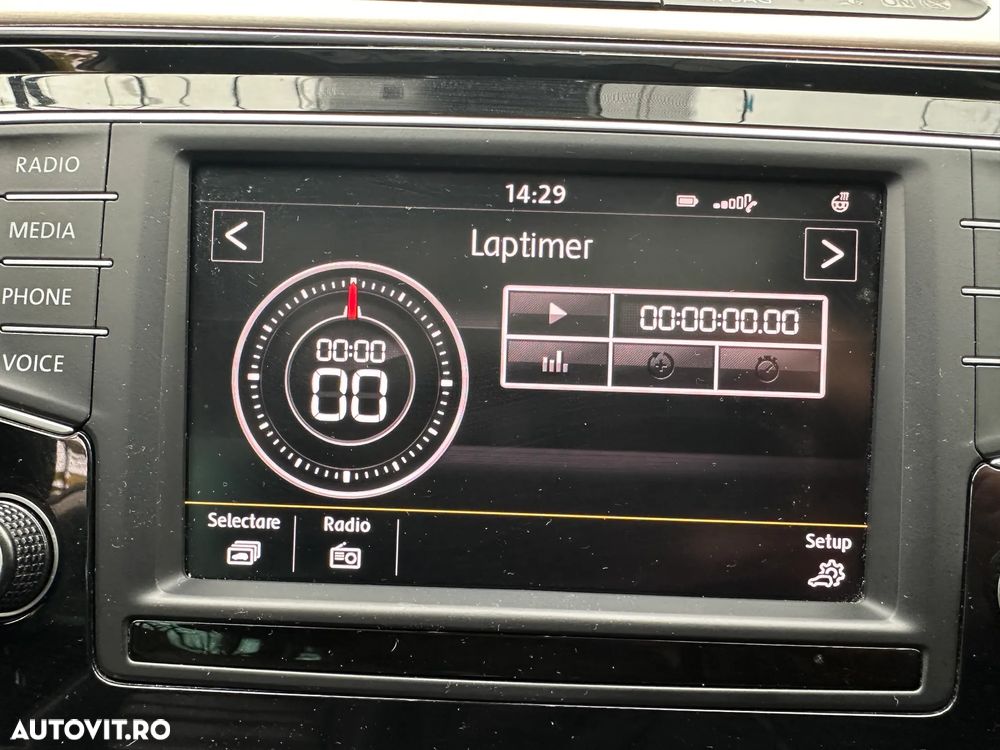 RADIO
MEDIA
PHONE
VOICE
14:29
Laptimer
<
>
00:00
00
00:00:00.00
Selectare
Radio
Setup
AUTOVIT.RO